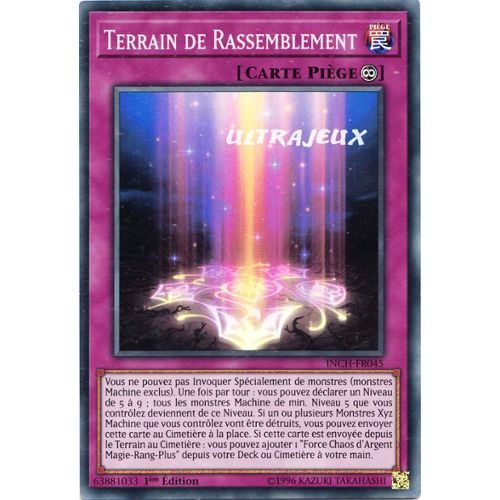 TERRAIN DE RASSEMBLEMENT
PIÈGE
罠
[CARTE PIÈGE]
ULTRAJEUX
INCH-FR045
Vous ne pouvez pas Invoquer Spécialement de monstres (monstres
Machine exclus). Une fois par tour : vous pouvez déclarer un Niveau
de 5 à 9 ; tous les monstres Machine de min. Niveau 5 que vous
contrôlez deviennent de ce Niveau. Si un ou plusieurs Monstres Xyz
Machine que vous contrôlez vont être détruits, vous pouvez envoyer
cette carte au Cimetière à la place. Si cette carte est envoyée depuis
le Terrain au Cimetière : vous pouvez ajouter 1 "Force Chaos d'Argent
Magie-Rang-Plus" depuis votre Deck ou Cimetière à votre main.
63881033 1ère Édition ©1996 KAZUKI TAKAHASHI